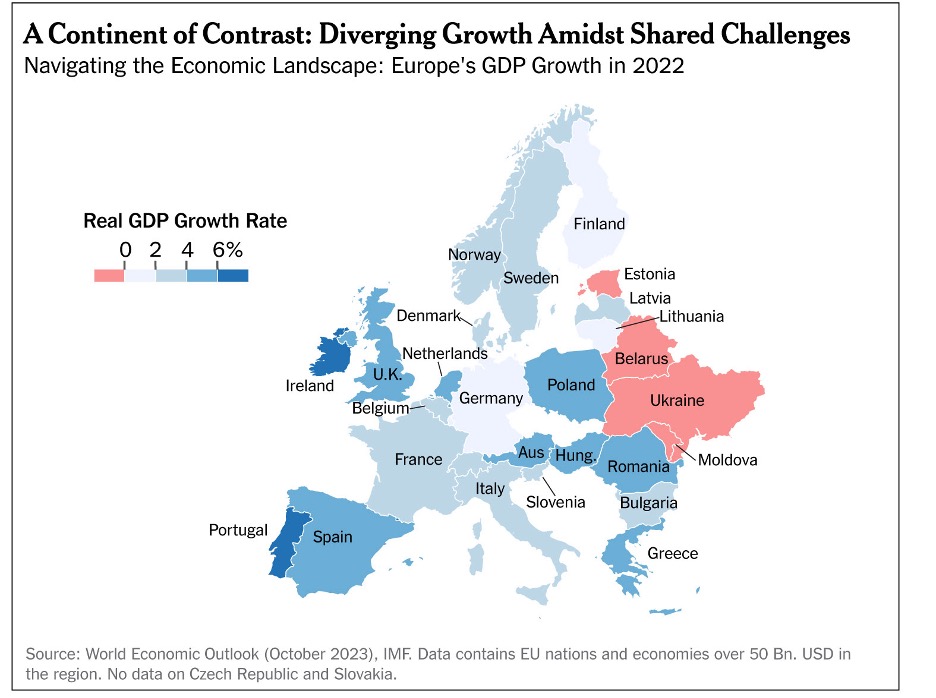 A Continent of Contrast: Diverging Growth Amidst Shared Challenges
Navigating the Economic Landscape: Europe's GDP Growth in 2022
Real GDP Growth Rate
0 2 4 6%
Finland
Norway
Sweden
Estonia
Latvia
Lithuania
Denmark
Netherlands
Belarus
Ireland
U.K.
Poland
Belgium
Germany
Ukraine
France
Aus
Hung.
Romania
Moldova
Italy
Slovenia
Bulgaria
Portugal
Spain
Greece
Source: World Economic Outlook (October 2023), IMF. Data contains EU nations and economies over 50 Bn. USD in
the region. No data on Czech Republic and Slovakia.